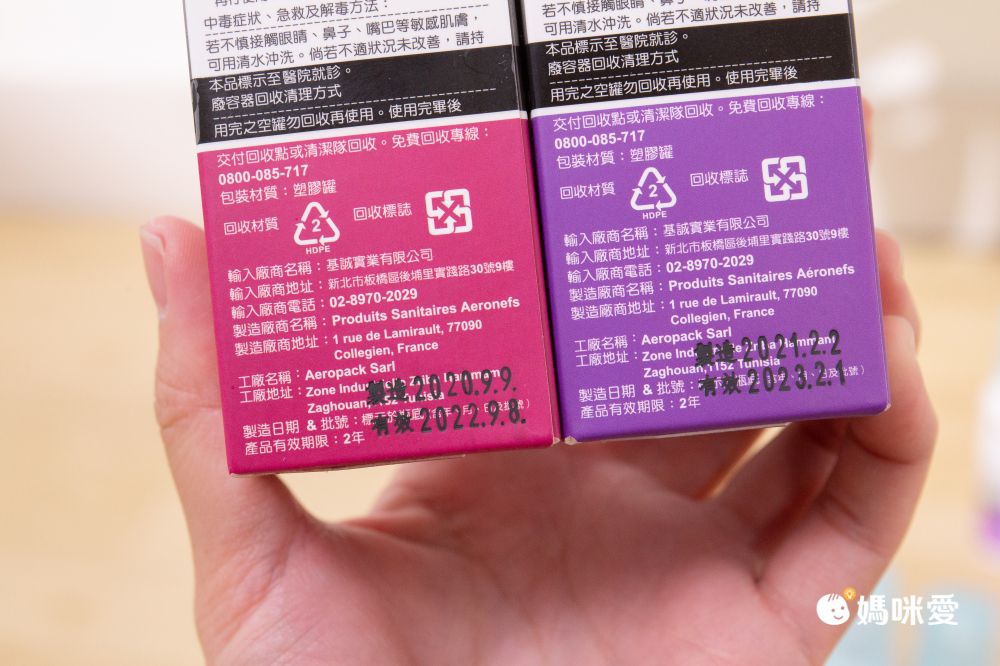 中毒症狀、急救及解毒方法：
若不慎接觸眼睛、鼻子、嘴巴等敏感肌膚，
可用清水沖洗。倘若不適狀況未改善，請持
本品標示至醫院就診。
廢容器回收清理方式
用完之空罐勿回收再使用。使用完畢後
交付回收點或清潔隊回收。免費回收專線：
0800-085-717
包裝材質：塑膠罐
回收材質
2
HDPE
回收標誌
輸入廠商名稱：基誠實業有限公司
輸入廠商地址：新北市板橋區後埔里實踐路30號9樓
輸入廠商電話：02-8970-2029
製造廠商名稱：Produits Sanitaires Aeronefs
製造廠商地址：1 rue de Lamirault, 77090
Collegien, France
工廠名稱：Aeropack Sarl
工廠地址：Zone
Zaghouan,
製造日期 & 批號：
產品有效期限：2年
製造2020.9.9.
有效2022.9.8.
若不慎接觸眼睛、鼻子、嘴巴等敏感肌膚，
可用清水沖洗。倘若不適狀況未改善，請持
本品標示至醫院就診。
廢容器回收清理方式
用完之空罐勿回收再使用。使用完畢後
交付回收點或清潔隊回收。免費回收專線：
0800-085-717
包裝材質：塑膠罐
回收材質
2
HDPE
回收標誌
輸入廠商名稱：基誠實業有限公司
輸入廠商地址：新北市板橋區後埔里實踐路30號9樓
輸入廠商電話：02-8970-2029
製造廠商名稱：Produits Sanitaires Aéronefs
製造廠商地址：1 rue de Lamirault, 77090
Collegien, France
工廠名稱：Aeropack Sarl
工廠地址：Zone
Zaghouan, 115z Tunisia
製造日期 & 批號：
產品有效期限：2年
製造2021.2.2
有效2023.2.1
媽咪愛